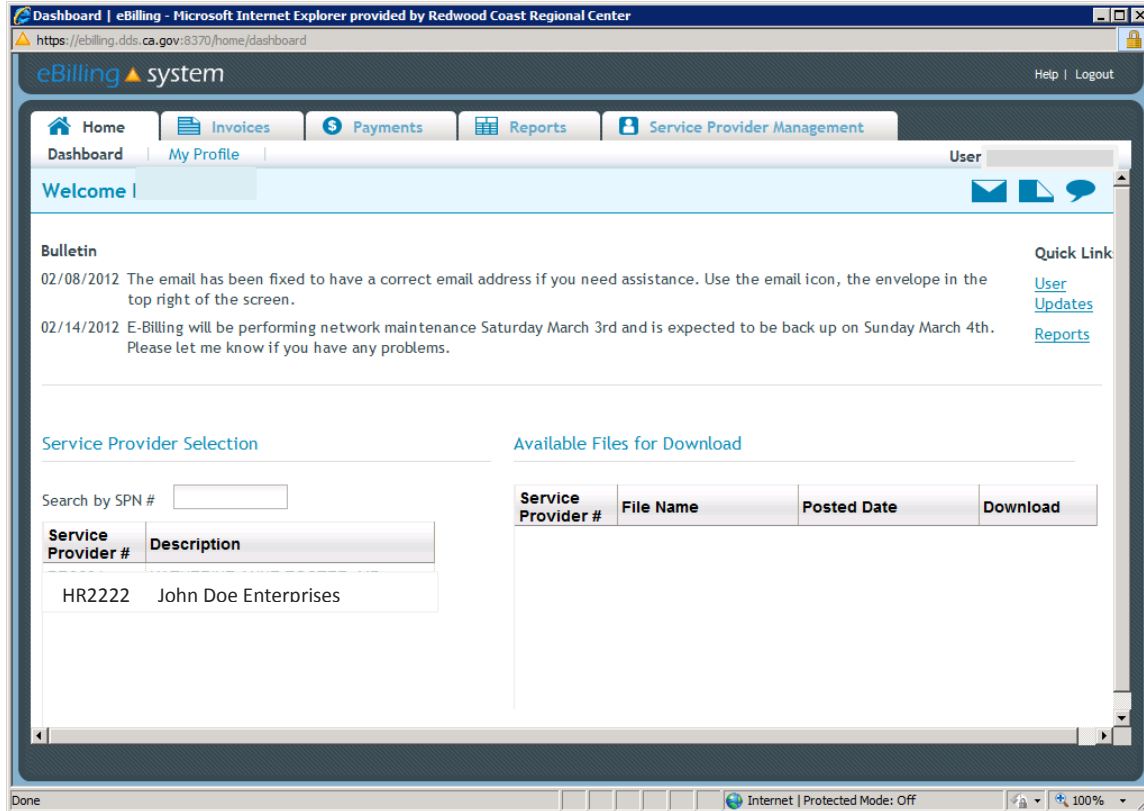 Dashboard | eBilling - Microsoft Internet Explorer provided by Redwood Coast Regional Center
https://ebilling.dds.ca.gov:8370/home/dashboard
eBilling system
Help | Logout
Home Invoices $ Payments Reports Service Provider Management
Dashboard | My Profile |
User
Welcome
Bulletin
Quick Link
02/08/2012 The email has been fixed to have a correct email address if you need assistance. Use the email icon, the envelope in the
top right of the screen.
User
Updates
02/14/2012 E-Billing will be performing network maintenance Saturday March 3rd and is expected to be back up on Sunday March 4th.
Please let me know if you have any problems.
Reports
Service Provider Selection
Available Files for Download
Search by SPN #
Service
Provider # Description
Service
Provider # File Name Posted Date Download
HR2222 John Doe Enterprises
Done
Internet | Protected Mode: Off
100%